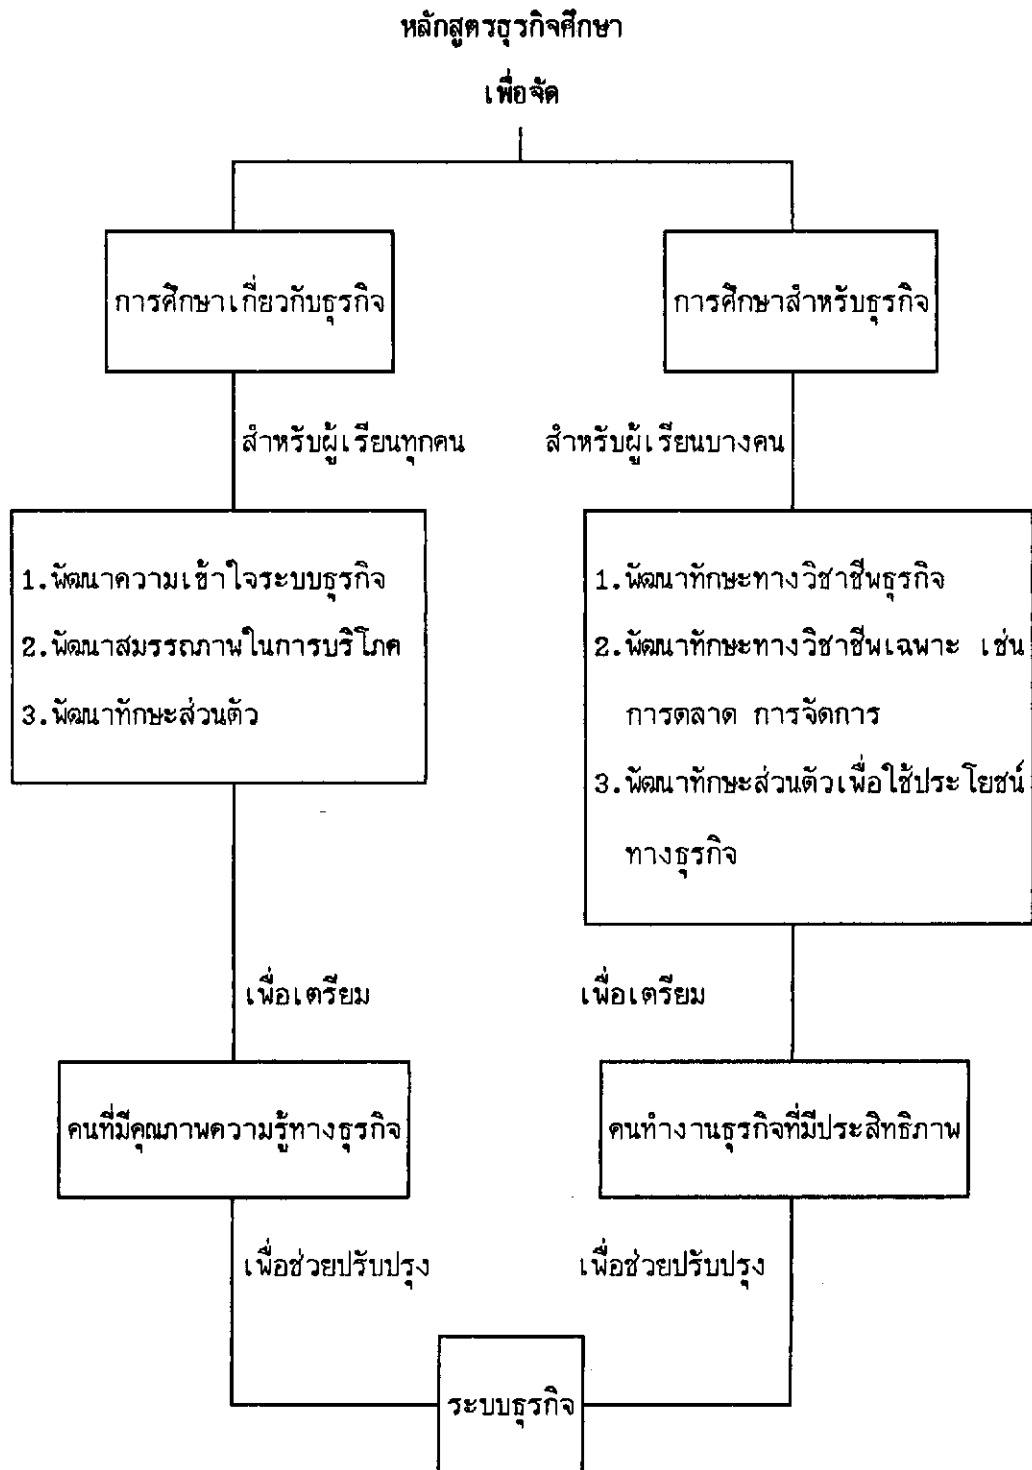 หลักสูตรธุรกิจศึกษา
เพื่อจัด
การศึกษาเกี่ยวกับธุรกิจ
การศึกษาสำหรับธุรกิจ
สำหรับผู้เรียนทุกคน
สำหรับผู้เรียนบางคน
1.พัฒนาความเข้าใจระบบธุรกิจ
2.พัฒนาสมรรถภาพในการบริโภค
3.พัฒนาทักษะส่วนตัว
1.พัฒนาทักษะทางวิชาชีพธุรกิจ
2.พัฒนาทักษะทางวิชาชีพเฉพาะ เช่น
การตลาด การจัดการ
3.พัฒนาทักษะส่วนตัวเพื่อใช้ประโยชน์
ทางธุรกิจ
เพื่อเตรียม
เพื่อเตรียม
คนที่มีคุณภาพความรู้ทางธุรกิจ
คนทำงานธุรกิจที่มีประสิทธิภาพ
เพื่อช่วยปรับปรุง
เพื่อช่วยปรับปรุง
ระบบธุรกิจ